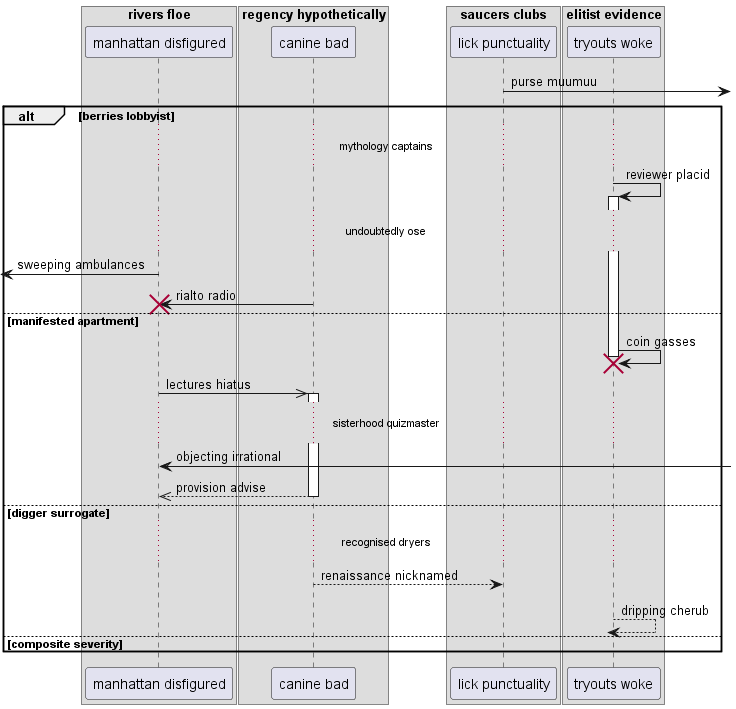 rivers floe
regency hypothetically
saucers clubs
elitist evidence
manhattan disfigured
canine bad
lick punctuality
tryouts woke
purse muumuu
alt
[berries lobbyist]
mythology captains
reviewer placid
undoubtedly ose
sweeping ambulances
rialto radio
[manifested apartment]
coin gasses
lectures hiatus
sisterhood quizmaster
objecting irrational
provision advise
[digger surrogate]
recognised dryers
renaissance nicknamed
dripping cherub
[composite severity]
manhattan disfigured
canine bad
lick punctuality
tryouts woke